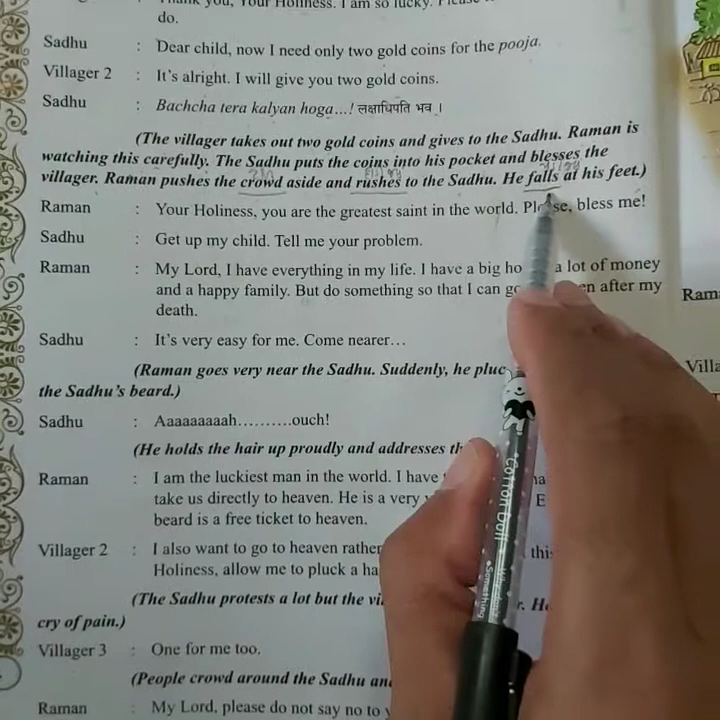 you, Your Holiness. I am so lucky.
do.
Sadhu : Dear child, now I need only two gold coins for the pooja.
Villager 2 : It's alright. I will give you two gold coins.
Sadhu : Bachcha tera kalyan hoga...! लक्षाधिपति भव ।
(The villager takes out two gold coins and gives to the Sadhu. Raman is
watching this carefully. The Sadhu puts the coins into his pocket and blesses the
villager. Raman pushes the crowd aside and rushes to the Sadhu. He falls at his feet.)
Raman : Your Holiness, you are the greatest saint in the world. bless me!
Sadhu : Get up my child. Tell me your problem.
Raman : My Lord, I have everything in my life. I have a big a lot of money
Ram
and a happy family. But do something so that I can after my
death.
Sadhu : It's very easy for me. Come nearer...
(Raman goes very near the Sadhu. Suddenly, he
Villa
the Sadhu's beard.)
Sadhu : Aaaaaaaaah..........ouch!
(He holds the hair up proudly and addresses
Raman : I am the luckiest man in the world. I have
take us directly to heaven. He is a very E
beard is a free ticket to heaven.
Villager 2 : I also want to go to heaven rather
Holiness, allow me to pluck a
(The Sadhu protests a lot but the
cry of pain.)
Villager 3 : One for me too.
(People crowd around the Sadhu
Raman : My Lord, please do not say no to
Cotton Doll
Something